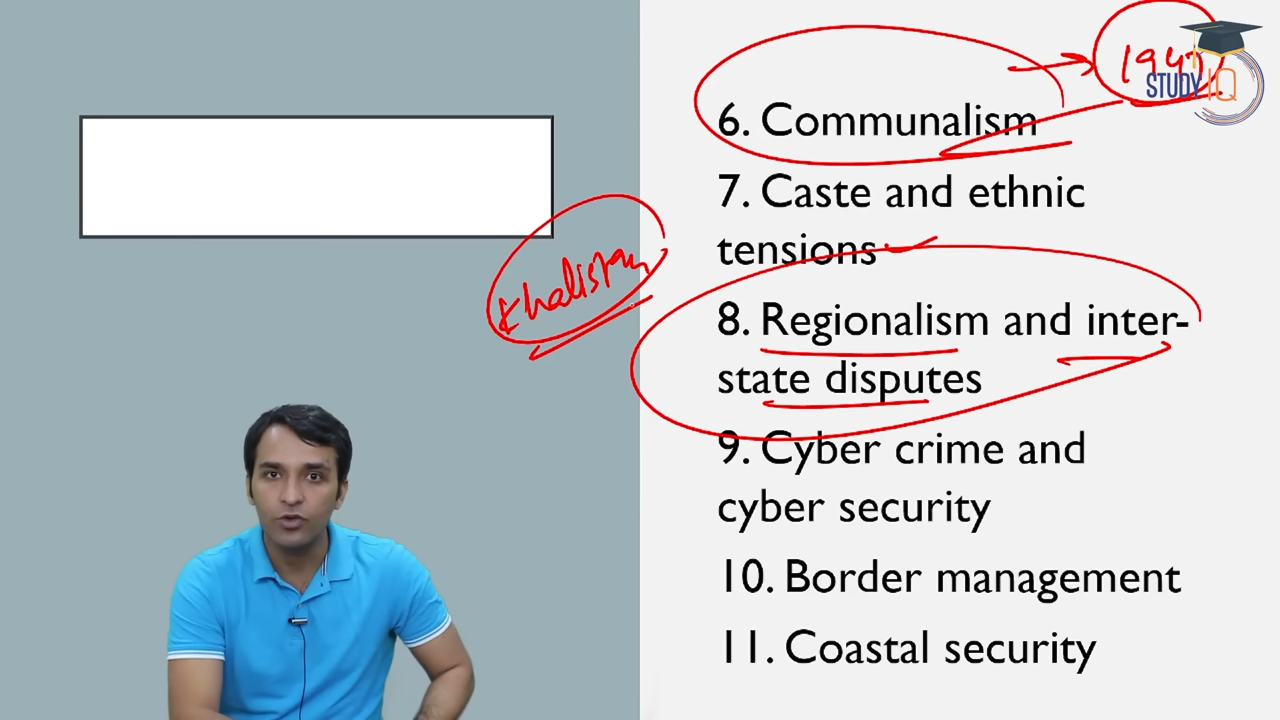 1947
STUDY IQ
6. Communalism
7. Caste and ethnic
tensions
Khalistan
8. Regionalism and inter-
state disputes
9. Cyber crime and
cyber security
10. Border management
11. Coastal security